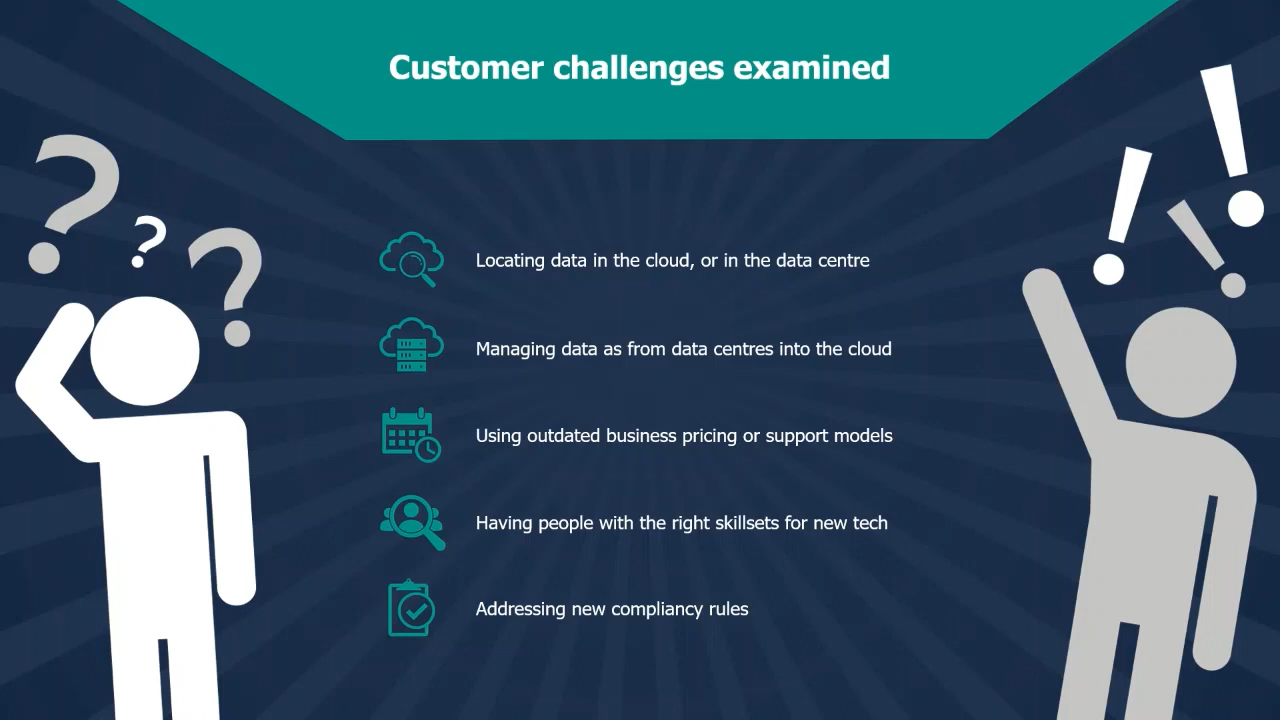 Customer challenges examined
? ? ?
! ! !
Locating data in the cloud, or in the data centre
Managing data as from data centres into the cloud
Using outdated business pricing or support models
Having people with the right skillsets for new tech
Addressing new compliancy rules